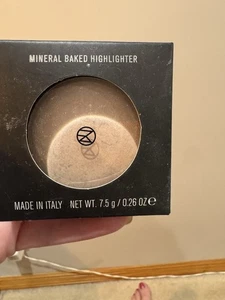 MINERAL BAKED HIGHLIGHTER
MADE IN ITALY NET WT. 7.5 g / 0.26 OZ ℮